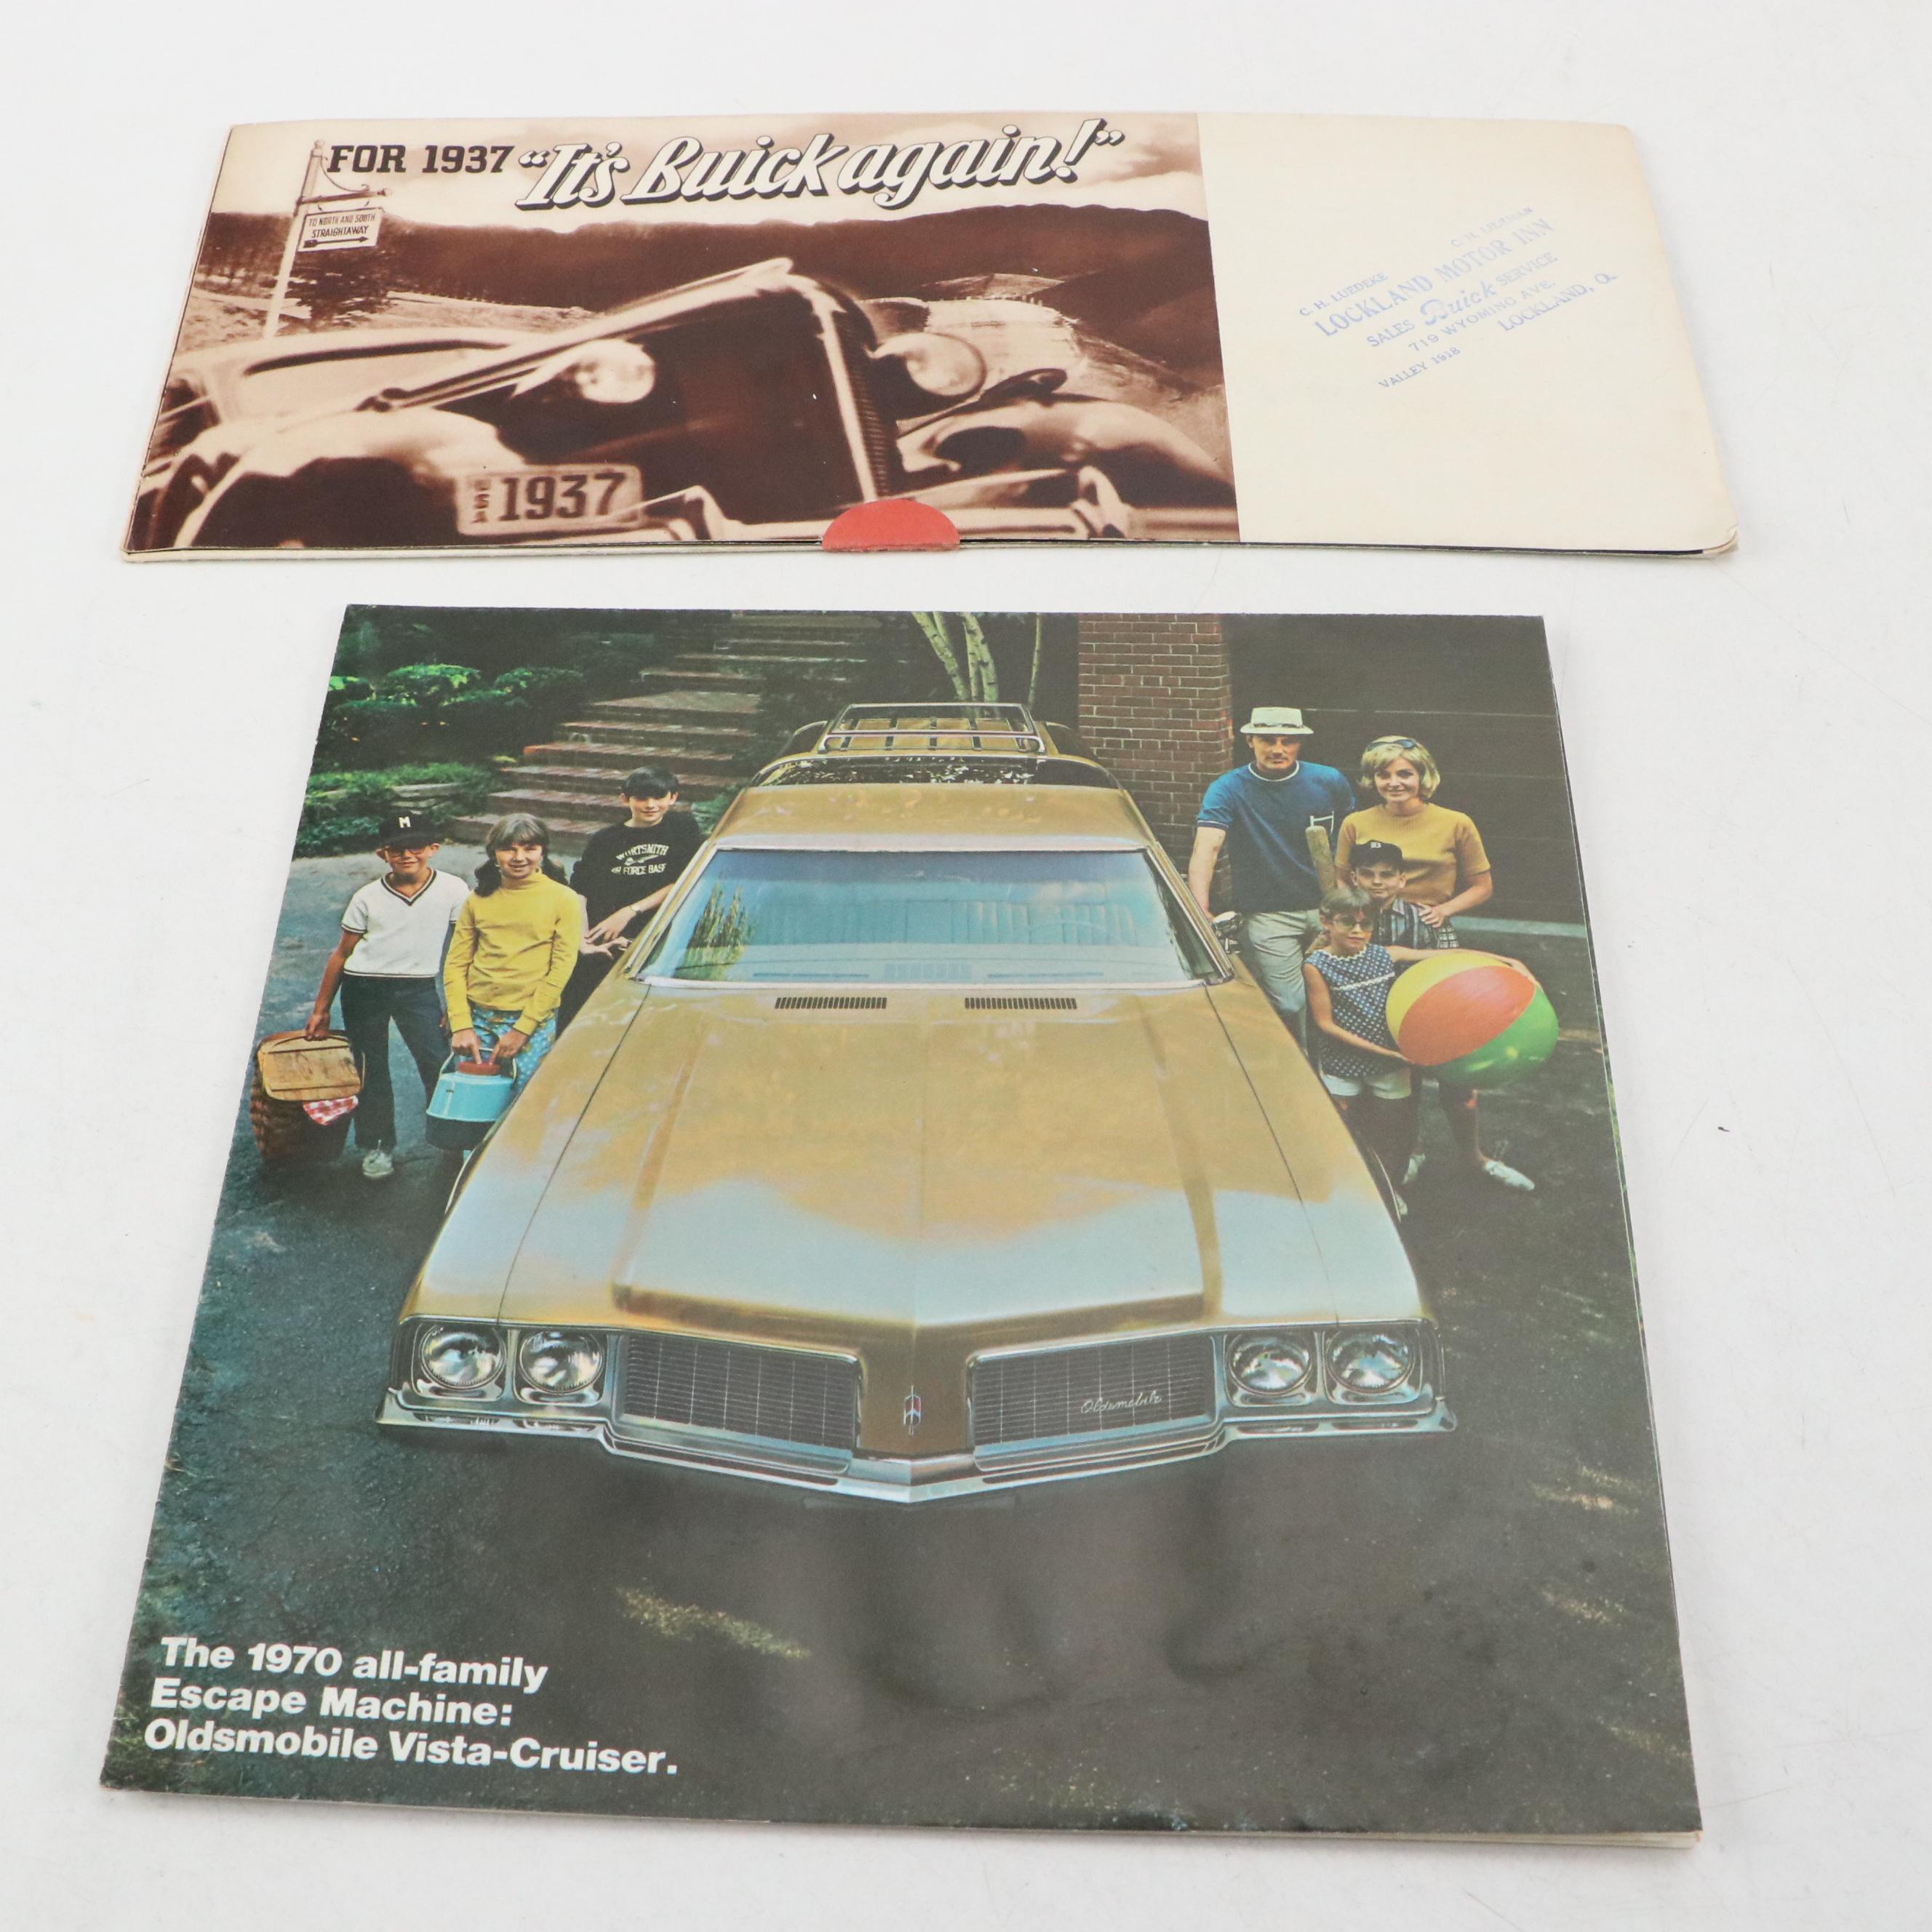 FOR 1937 "It's Buick again!"
TO NORTH AND SOUTH
STRAIGHTAWAY
USA 1937
C. H. LUEDEKE
LOCKLAND MOTOR INN
SALES Buick SERVICE
719 WYOMING AVE.
VALLEY 1918 LOCKLAND, O.
M
WURTSMITH
AIR FORCE BASE
B
Oldsmobile
The 1970 all-family
Escape Machine:
Oldsmobile Vista-Cruiser.